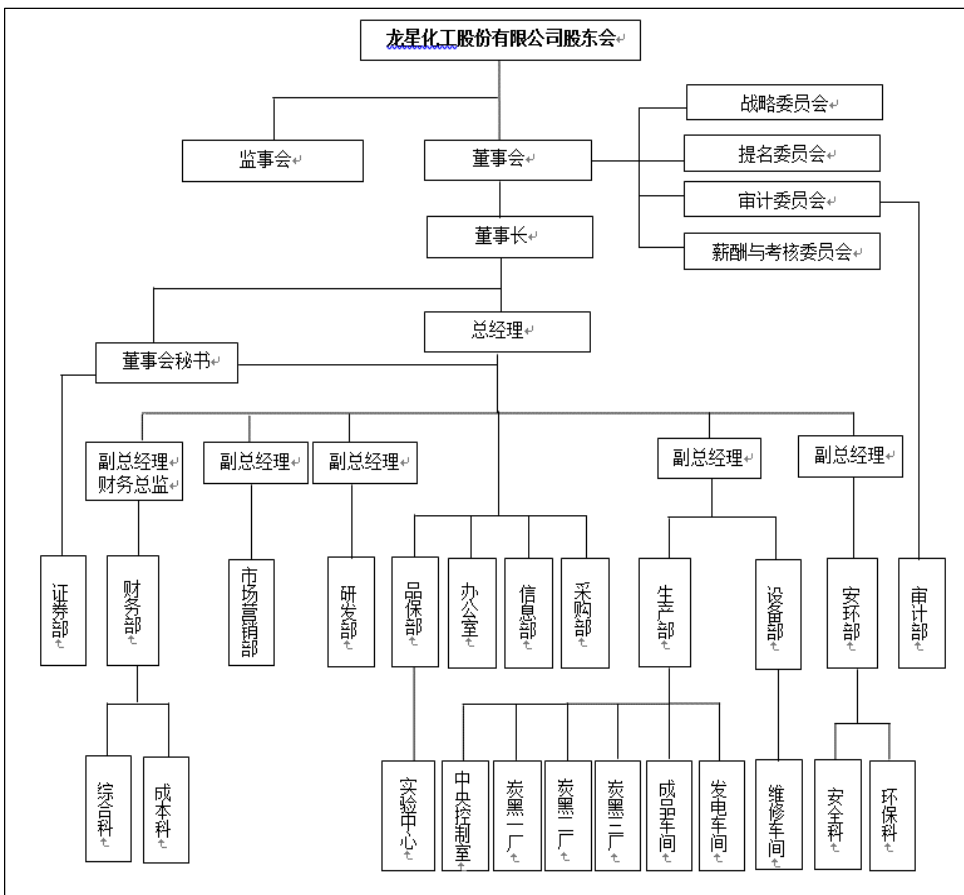 龙星化工股份有限公司股东会
战略委员会
监事会
董事会
提名委员会
审计委员会
董事长
薪酬与考核委员会
总经理
董事会秘书
副总经理
财务总监
副总经理
副总经理
副总经理
副总经理
证券部
财务部
市场营销部
研发部
品保部
办公室
信息部
采购部
生产部
设备部
安环部
审计部
综合科
成本科
实验中心
中央控制室
炭黑一厂
炭黑二厂
炭黑三厂
成品车间
发电车间
维修车间
安全科
环保科